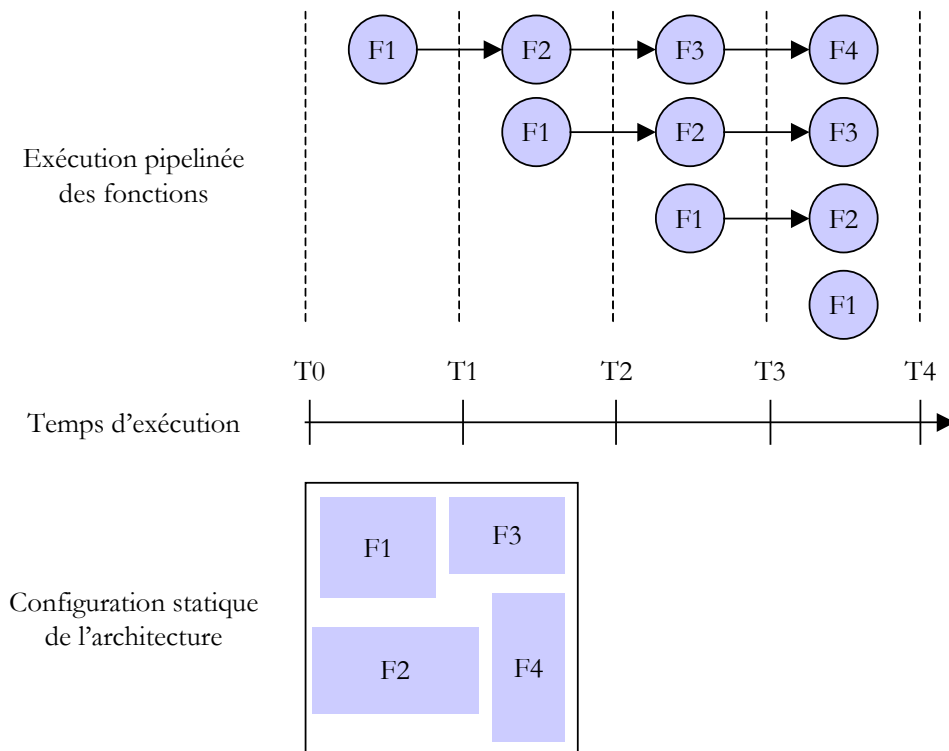 F1 F2 F3 F4
F1 F2 F3
Exécution pipelinée
des fonctions
F1 F2
F1
T0 T1 T2 T3 T4
Temps d'exécution
F1 F3
Configuration statique
de l'architecture
F2 F4